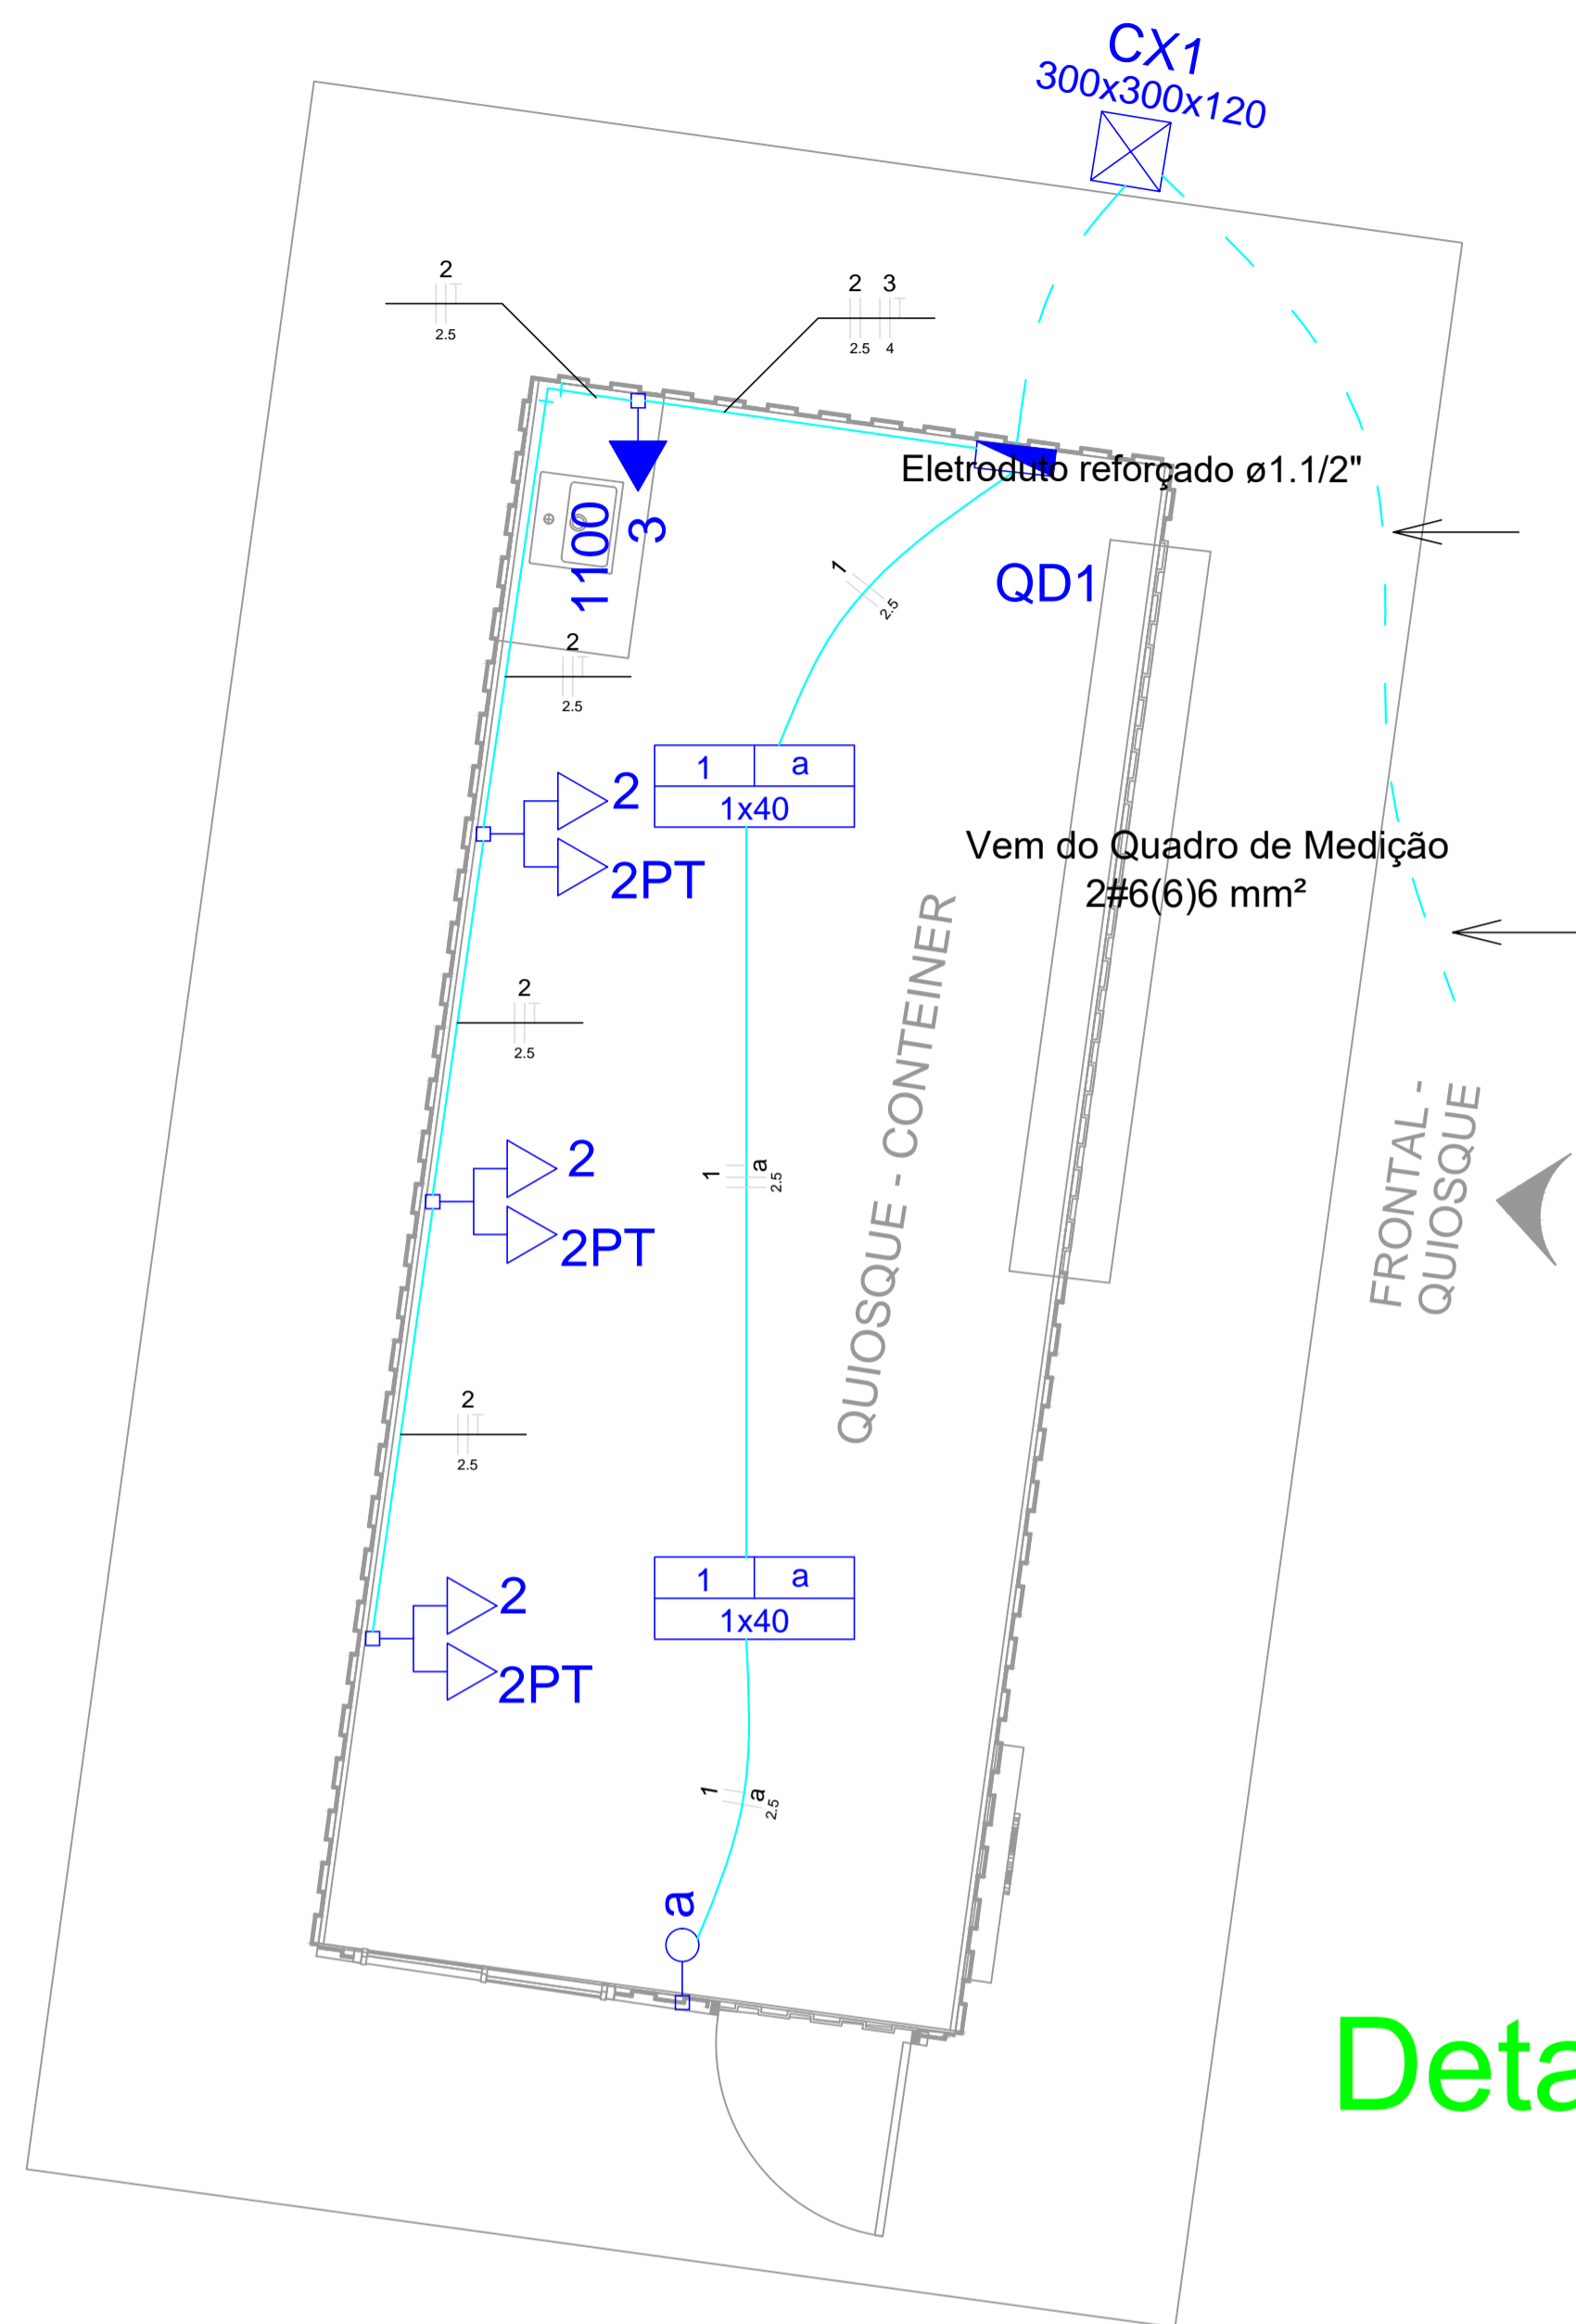 CX1
300x300x120
2
2.5
2 3
2.5 4
Eletroduto reforçado ø1.1/2"
1100
3
QD1
1
2.5
2
2.5
1 a
1x40
2
2PT
Vem do Quadro de Medição
2#6(6)6 mm²
QUIOSQUE - CONTEINER
2
2.5
FRONTAL -
QUIOSQUE
2
2PT
1 a
2.5
2
2.5
1 a
1x40
2
2PT
1 a
2.5
a